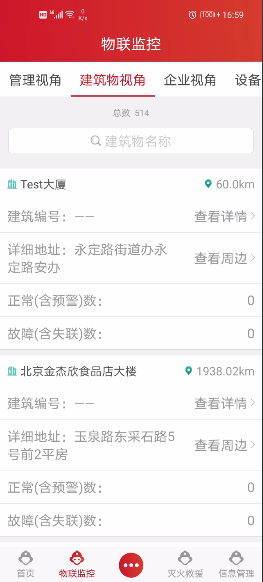 HD 5G 0 K/s 100 16:59
物联监控
管理视角 建筑物视角 企业视角 设备
总数 514
建筑物名称
Test大厦 60.0km
建筑编号：—— 查看详情
详细地址：永定路街道办永
定路安办 查看周边
正常(含预警)数： 0
故障(含失联)数： 0
北京金杰欣食品店大楼 1938.02km
建筑编号：—— 查看详情
详细地址：玉泉路东采石路5
号前2平房 查看周边
正常(含预警)数： 0
故障(含失联)数： 0
首页 物联监控 灭火救援 信息管理